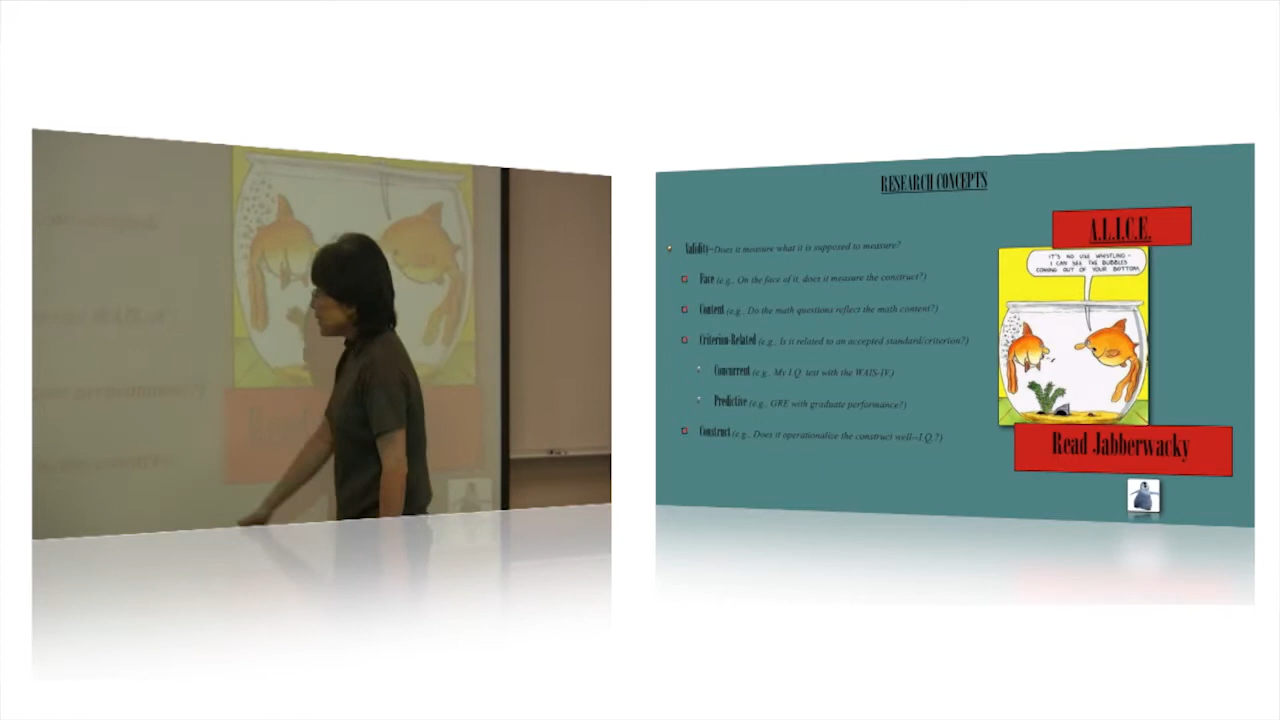 RESEARCH CONCEPTS
Validity--Does it measure what it is supposed to measure?
Face (e.g., On the face of it, does it measure the construct?)
Content (e.g., Do the math questions reflect the math content?)
Criterion-Related (e.g., Is it related to an accepted standard/criterion?)
Concurrent (e.g., My I.Q. test with the WAIS-IV.)
Predictive (e.g., GRE with graduate performance?)
Construct (e.g., Does it operationalise the construct well--I.Q.?)
A.L.I.C.E.
IT'S NO USE WHISTLING -
I CAN SEE THE BUBBLES
COMING OUT OF YOUR BOTTOM
Read Jabberwacky